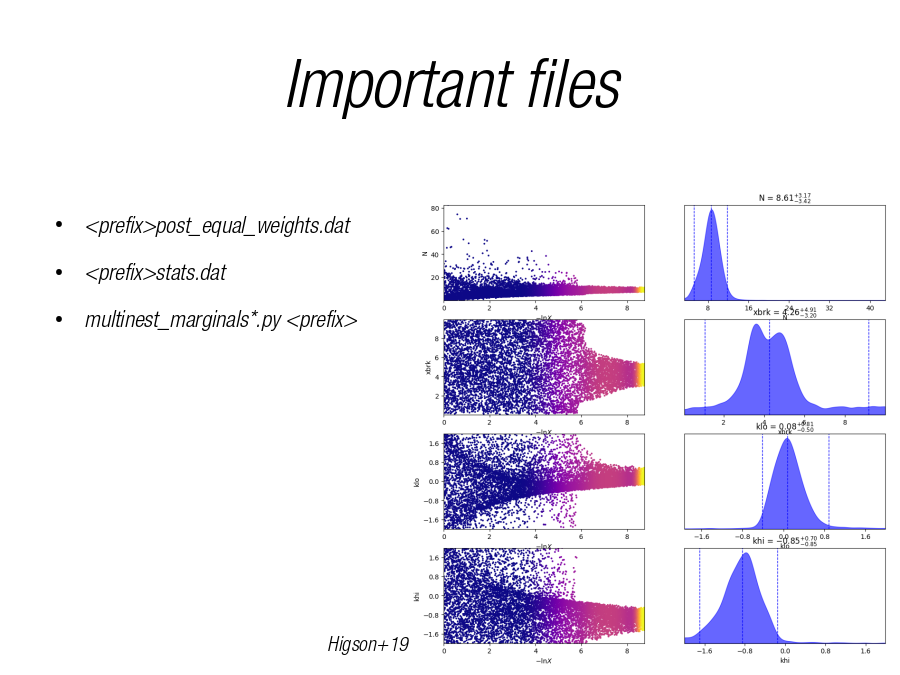 Important files
• <prefix>post_equal_weights.dat
• <prefix>stats.dat
• multinest_marginals*.py <prefix>
Higson+19
80
60
40
20
N
0 2 4 6 8
−lnX
N = 8.61 +3.17 −3.42
8 16 24 32 40
N
8
6
4
2
xbrk
0 2 4 6 8
−lnX
xbrk = 4.26 +4.91 −3.20
2 4 6 8
xbrk
1.6
0.8
0.0
−0.8
−1.6
klo
0 2 4 6 8
−lnX
klo = 0.08 +0.81 −0.50
−1.6 −0.8 0.0 0.8 1.6
klo
1.6
0.8
0.0
−0.8
−1.6
khi
0 2 4 6 8
−lnX
khi = −0.85 +0.70 −0.85
−1.6 −0.8 0.0 0.8 1.6
khi